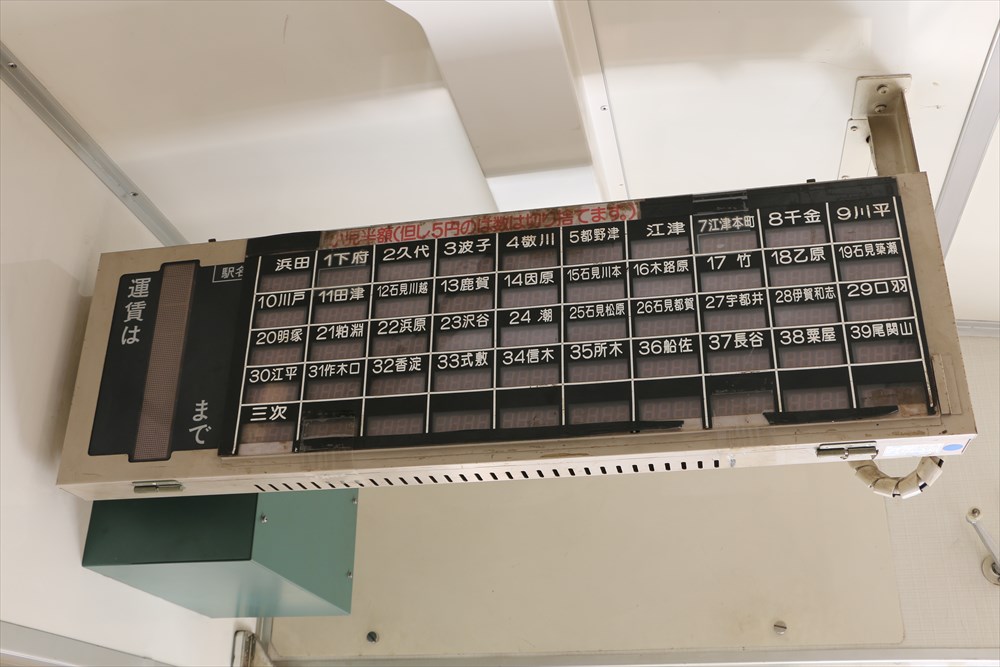 小児半額(但し、5円のは数は切り捨てます。)
運賃は
まで
駅名
浜田 1下府 2久代 3波子 4敬川 5都野津 江津 7江津本町 8千金 9川平
10川戸 11田津 12石見川越 13鹿賀 14因原 15石見川本 16木路原 17竹 18乙原 19石見簗瀬
20明塚 21粕淵 22浜原 23沢谷 24潮 25石見松原 26石見都賀 27宇都井 28伊賀和志 29口羽
30江平 31作木口 32香淀 33式敷 34信木 35所木 36船佐 37長谷 38粟屋 39尾関山
三次